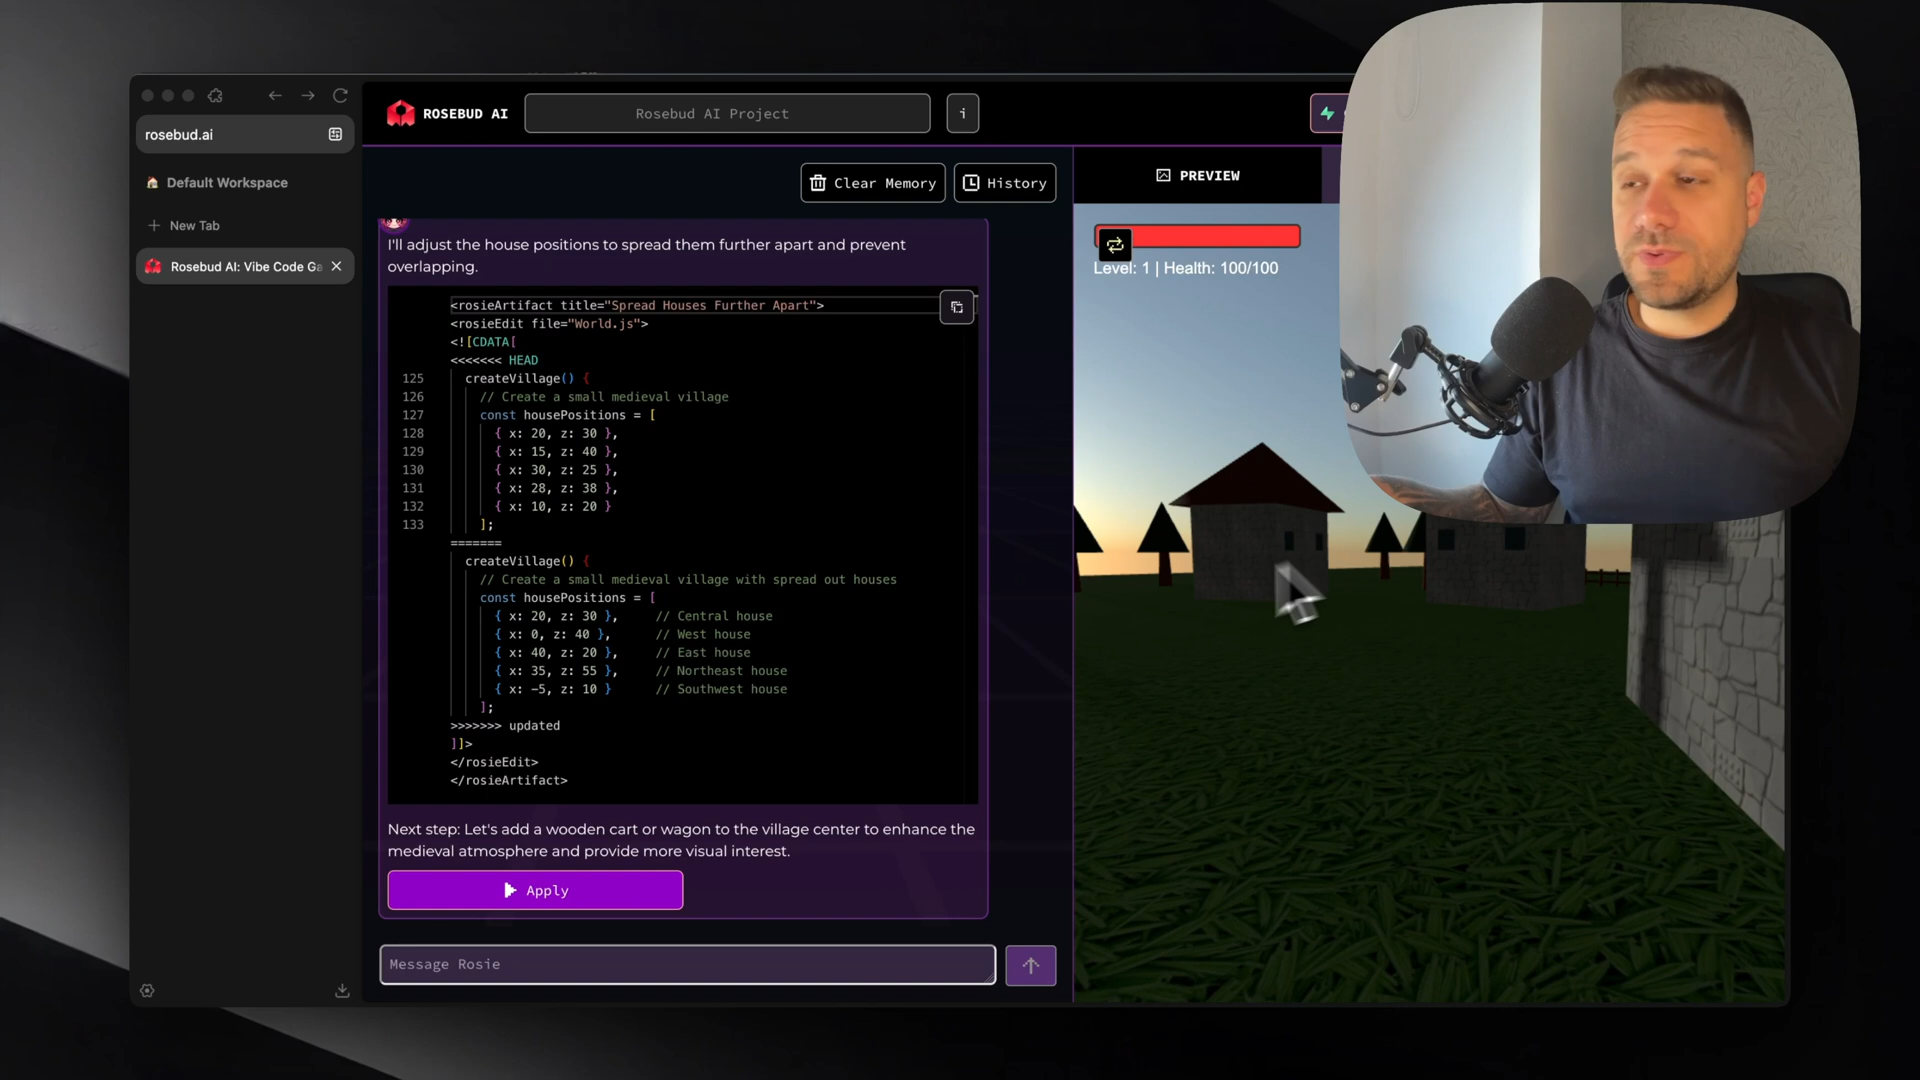 rosebud.ai
Default Workspace
New Tab
Rosebud AI: Vibe Code Ga
ROSEBUD AI
Rosebud AI Project
i
Clear Memory
History
PREVIEW
Level: 1 | Health: 100/100
I'll adjust the house positions to spread them further apart and prevent
overlapping.
<rosieArtifact title="Spread Houses Further Apart">
<rosieEdit file="World.js">
<![CDATA[
<<<<<<< HEAD
125 createVillage() {
126 // Create a small medieval village
127 const housePositions = [
128 { x: 20, z: 30 },
129 { x: 15, z: 40 },
130 { x: 30, z: 25 },
131 { x: 28, z: 38 },
132 { x: 10, z: 20 }
133 ];
=======
createVillage() {
// Create a small medieval village with spread out houses
const housePositions = [
{ x: 20, z: 30 }, // Central house
{ x: 0, z: 40 }, // West house
{ x: 40, z: 20 }, // East house
{ x: 35, z: 55 }, // Northeast house
{ x: -5, z: 10 } // Southwest house
];
>>>>>>> updated
]]>
</rosieEdit>
</rosieArtifact>
Next step: Let's add a wooden cart or wagon to the village center to enhance the
medieval atmosphere and provide more visual interest.
Apply
Message Rosie